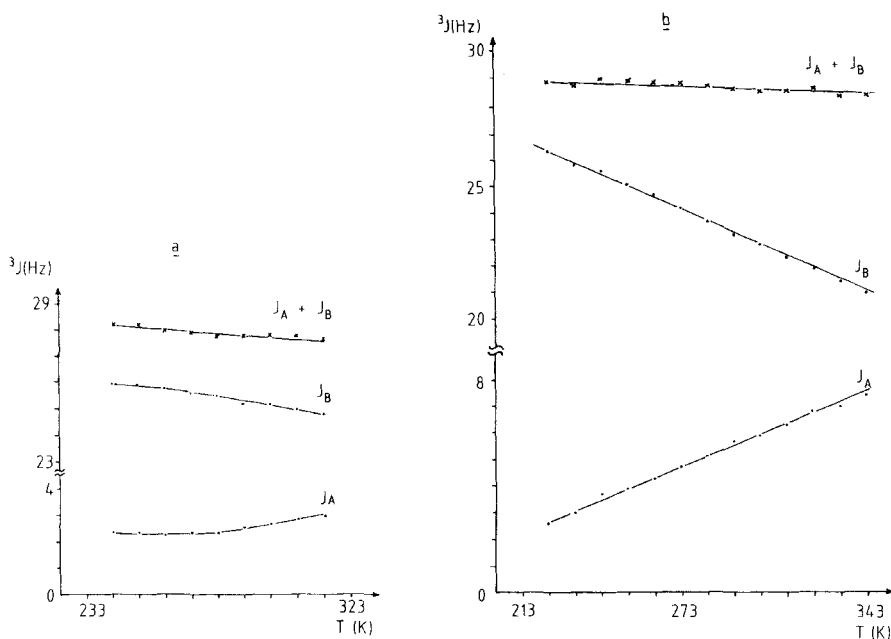 a
³J(Hz)
29
J_A + J_B
J_B
23
4
J_A
0
233
323
T (K)
b
³J(Hz)
30
J_A + J_B
25
J_B
20
8
J_A
0
213
273
343
T (K)